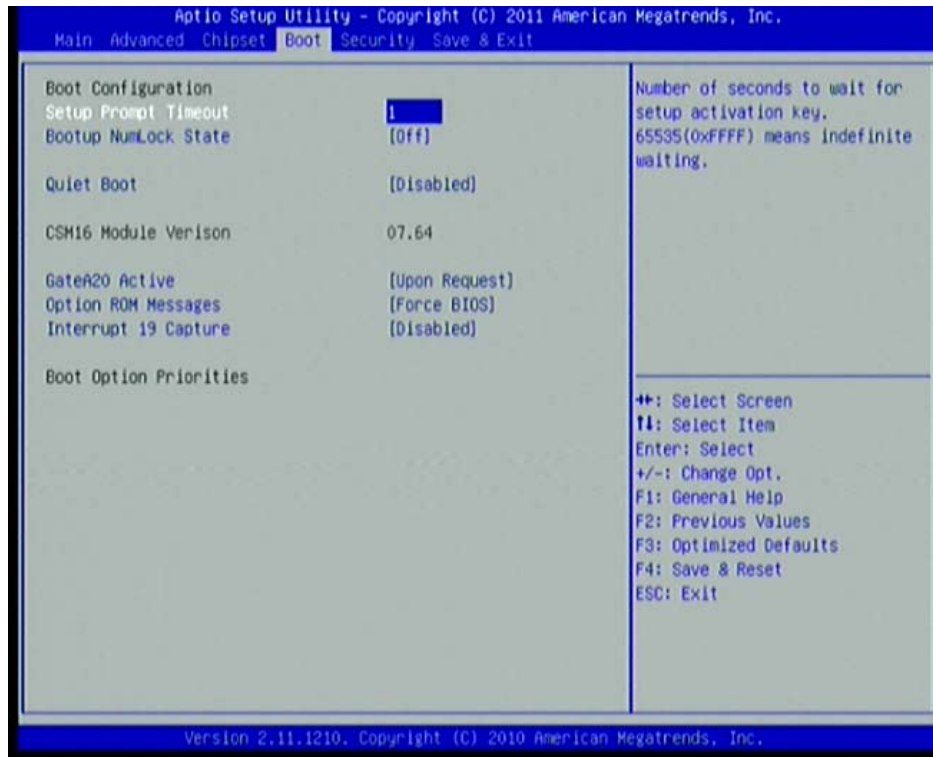 Aptio Setup Utility - Copyright (C) 2011 American Megatrends, Inc.
Main Advanced Chipset Boot Security Save & Exit
Boot Configuration
Setup Prompt Timeout 1
Bootup NumLock State [Off]
Quiet Boot [Disabled]
CSM16 Module Verison 07.64
GateA20 Active [Upon Request]
Option ROM Messages [Force BIOS]
Interrupt 19 Capture [Disabled]
Boot Option Priorities
Number of seconds to wait for
setup activation key.
65535(0xFFFF) means indefinite
waiting.
→←: Select Screen
↑↓: Select Item
Enter: Select
+/-: Change Opt.
F1: General Help
F2: Previous Values
F3: Optimized Defaults
F4: Save & Reset
ESC: Exit
Version 2.11.1210. Copyright (C) 2010 American Megatrends, Inc.